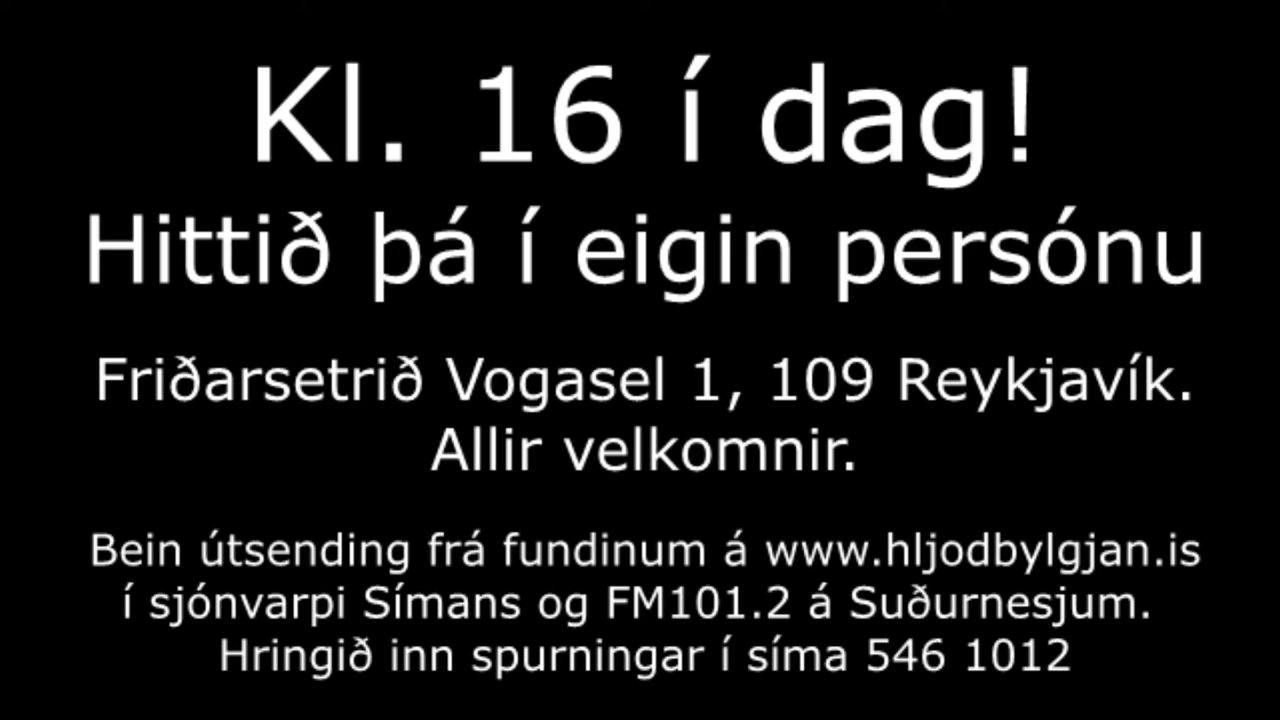 Kl. 16 í dag!
Hittið þá í eigin persónu
Friðarsetrið Vogasel 1, 109 Reykjavík.
Allir velkomnir.
Bein útsending frá fundinum á www.hljodbylgjan.is
í sjónvarpi Símans og FM101.2 á Suðurnesjum.
Hringið inn spurningar í síma 546 1012